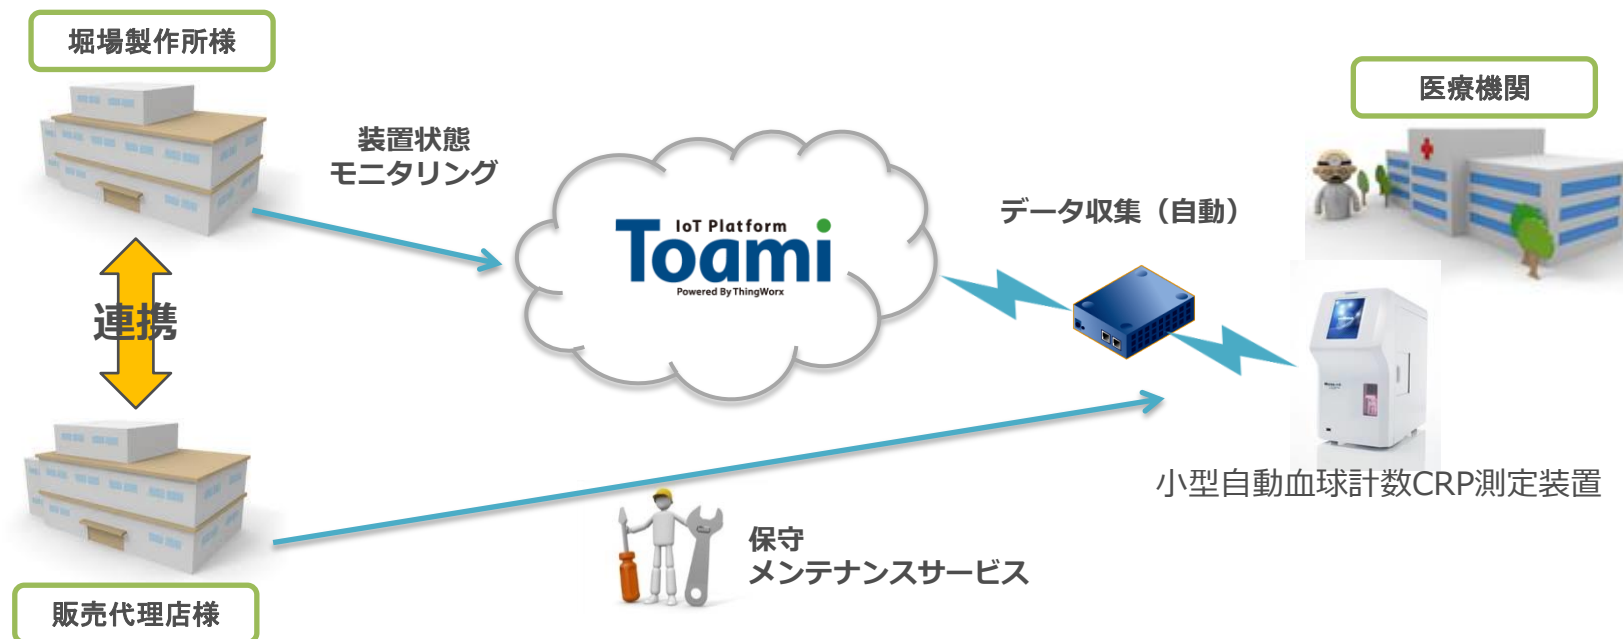 堀場製作所様
医療機関
装置状態
モニタリング
データ収集（自動）
IoT Platform
Toami
Powered By ThingWorx
連携
小型自動血球計数CRP測定装置
保守
メンテナンスサービス
販売代理店様